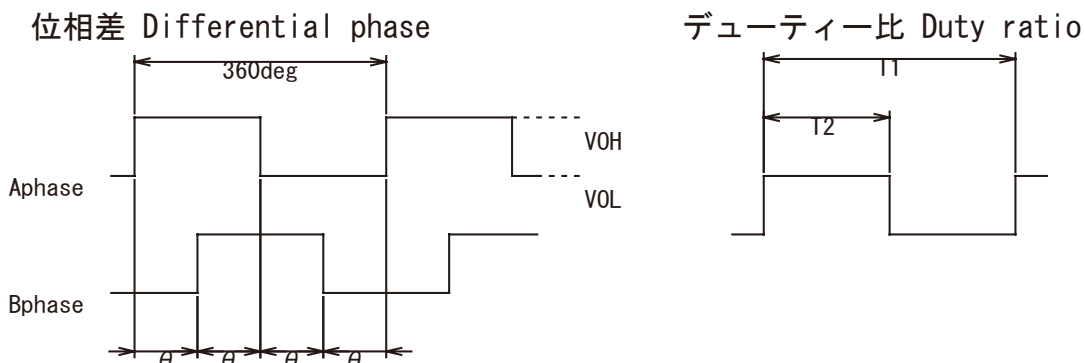 位相差 Differential phase
デューティー比 Duty ratio
360deg
T1
T2
VOH
Aphase
VOL
Bphase
θ θ θ θ